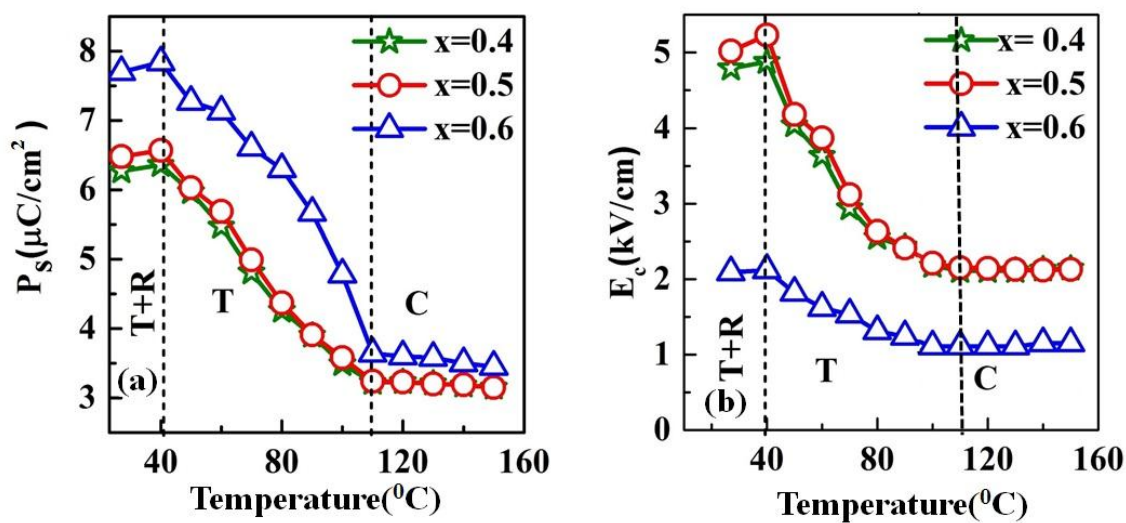 x=0.4
x=0.5
x=0.6
8
7
6
5
4
3
P_S(μC/cm²)
T+R
T
C
(a)
40 80 120 160
Temperature(⁰C)
x= 0.4
x=0.5
x=0.6
5
4
3
2
1
0
E_c(kV/cm)
T+R
T
C
(b)
40 80 120 160
Temperature(⁰C)